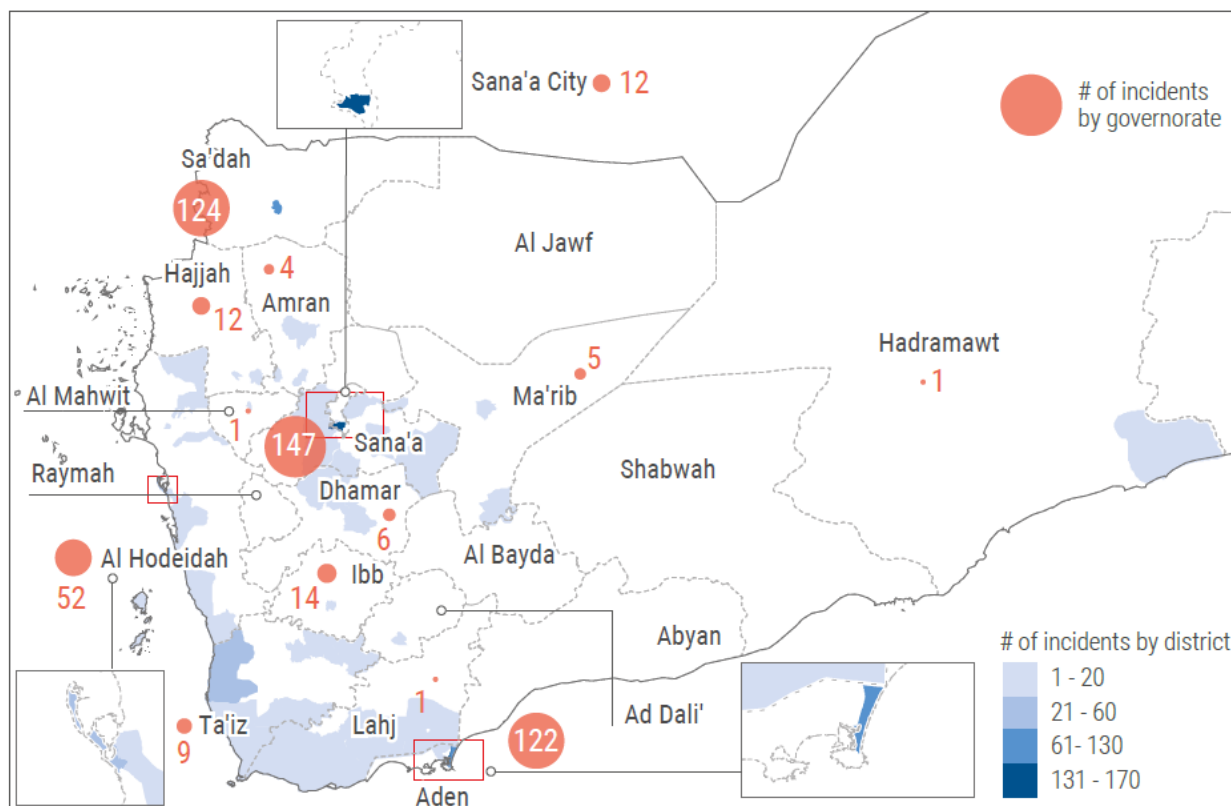 Sana'a City
12
# of incidents
by governorate
Sa'dah
124
Al Jawf
Hajjah
4
12
Amran
Hadramawt
5
1
Ma'rib
Al Mahwit
1
147
Sana'a
Shabwah
Raymah
Dhamar
6
Al Hodeidah
52
Al Bayda
Ibb
14
Abyan
# of incidents by district
1 - 20
21 - 60
61- 130
131 - 170
1
Ta'iz
9
Lahj
Ad Dali'
122
Aden